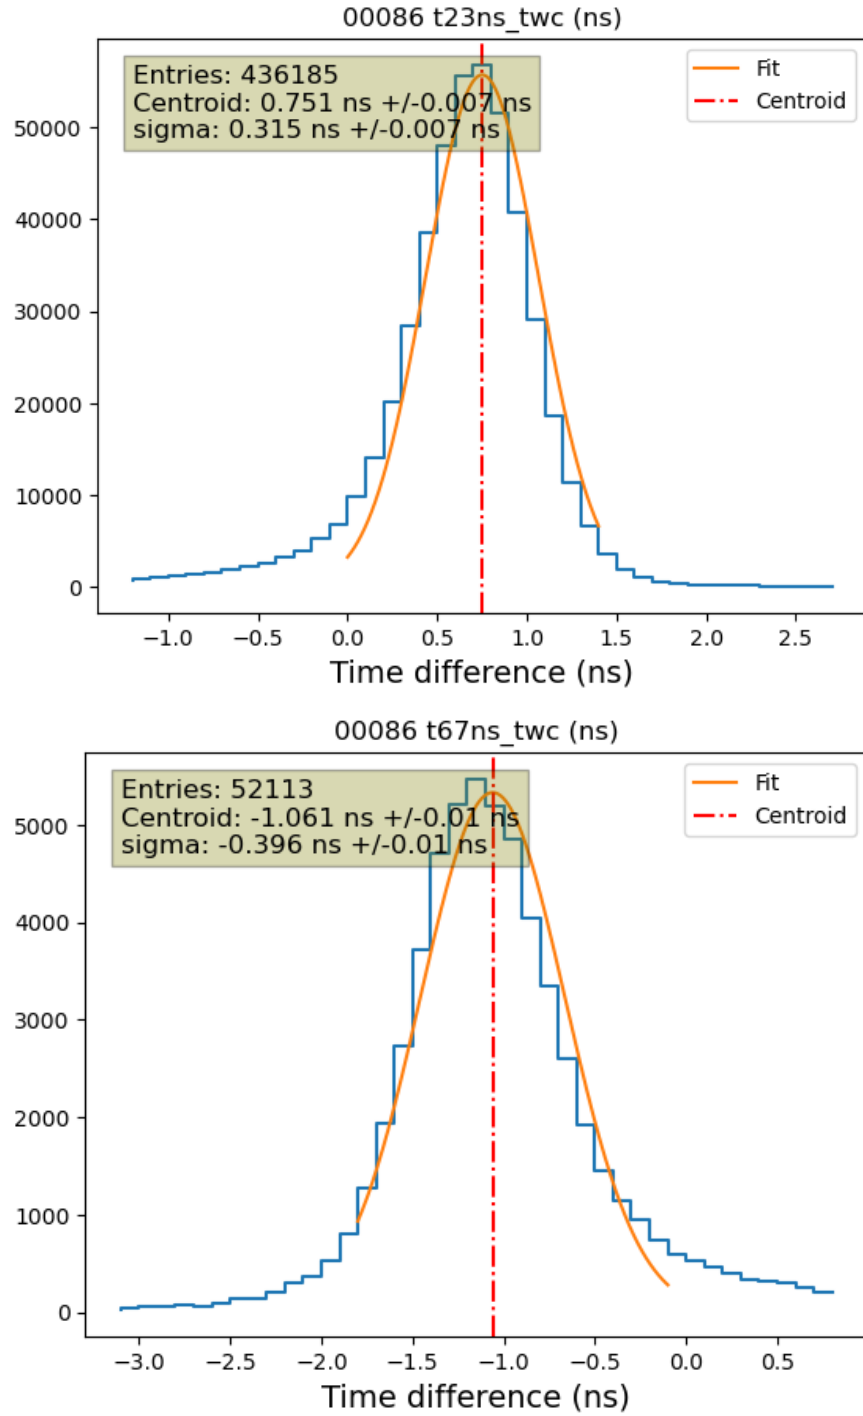 00086 t23ns_twc (ns)
Entries: 436185
Centroid: 0.751 ns +/-0.007 ns
sigma: 0.315 ns +/-0.007 ns
Fit
Centroid
50000
40000
30000
20000
10000
0
−1.0 −0.5 0.0 0.5 1.0 1.5 2.0 2.5
Time difference (ns)
00086 t67ns_twc (ns)
Entries: 52113
Centroid: -1.061 ns +/-0.01 ns
sigma: -0.396 ns +/-0.01 ns
Fit
Centroid
5000
4000
3000
2000
1000
0
−3.0 −2.5 −2.0 −1.5 −1.0 −0.5 0.0 0.5
Time difference (ns)